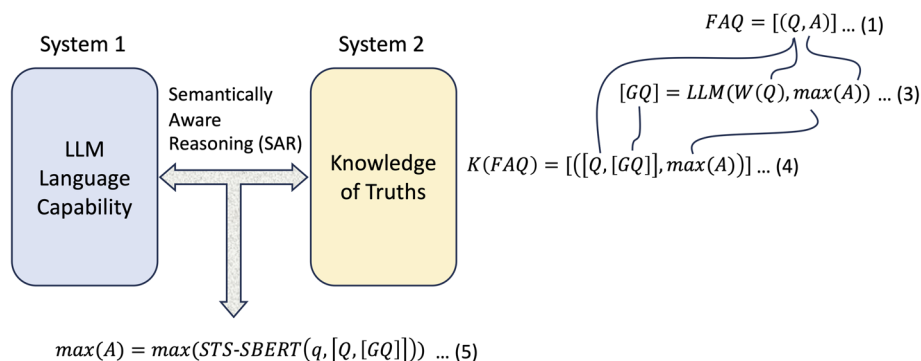 System 1
System 2
FAQ = [(Q, A)] ... (1)
Semantically
Aware
Reasoning (SAR)
[GQ] = LLM(W(Q), max(A)) ... (3)
LLM
Language
Capability
Knowledge
of Truths
K(FAQ) = [([Q, [GQ]], max(A))] ... (4)
max(A) = max(STS-SBERT(q, [Q, [GQ]])) ... (5)